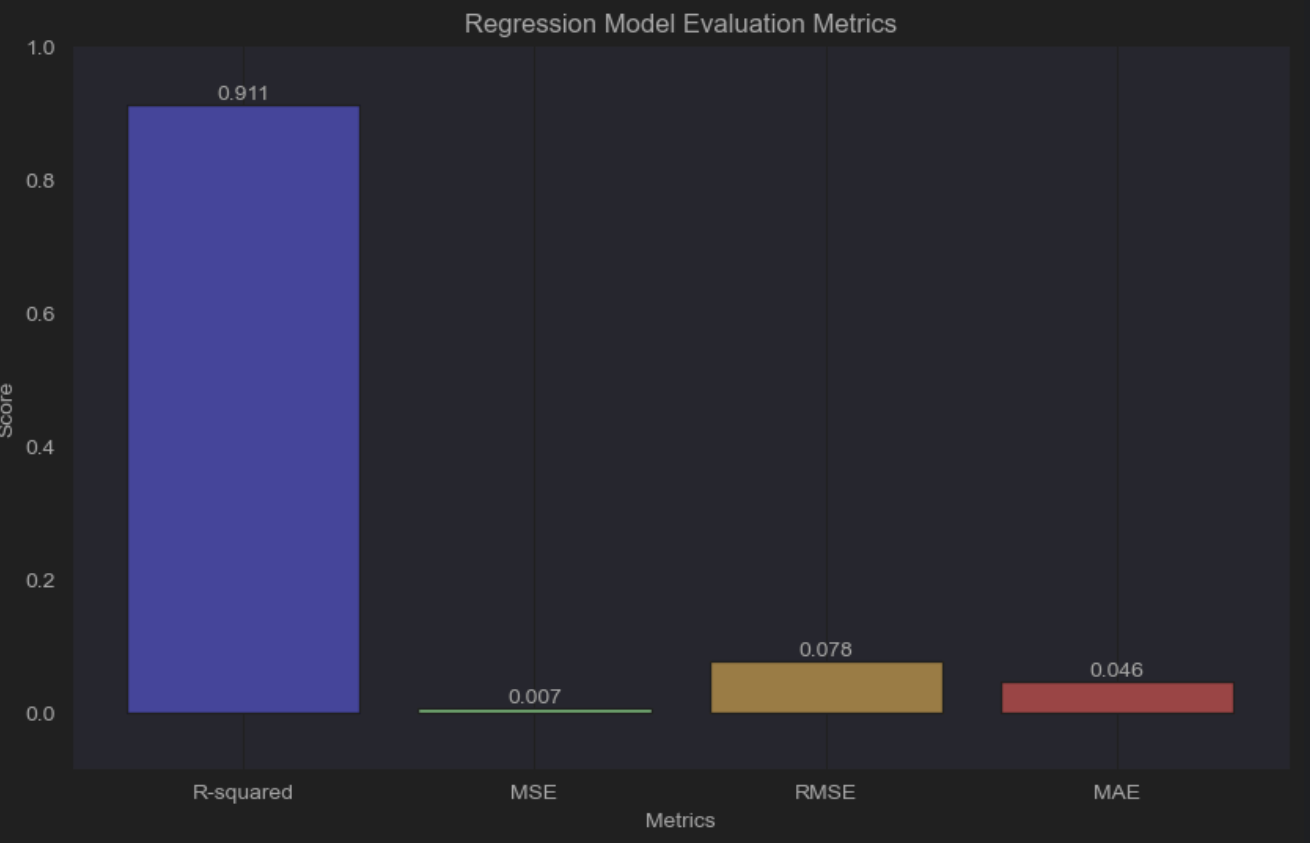 Regression Model Evaluation Metrics
1.0
0.8
0.6
0.4
0.2
0.0
Score
0.911
0.007
0.078
0.046
R-squared MSE RMSE MAE
Metrics